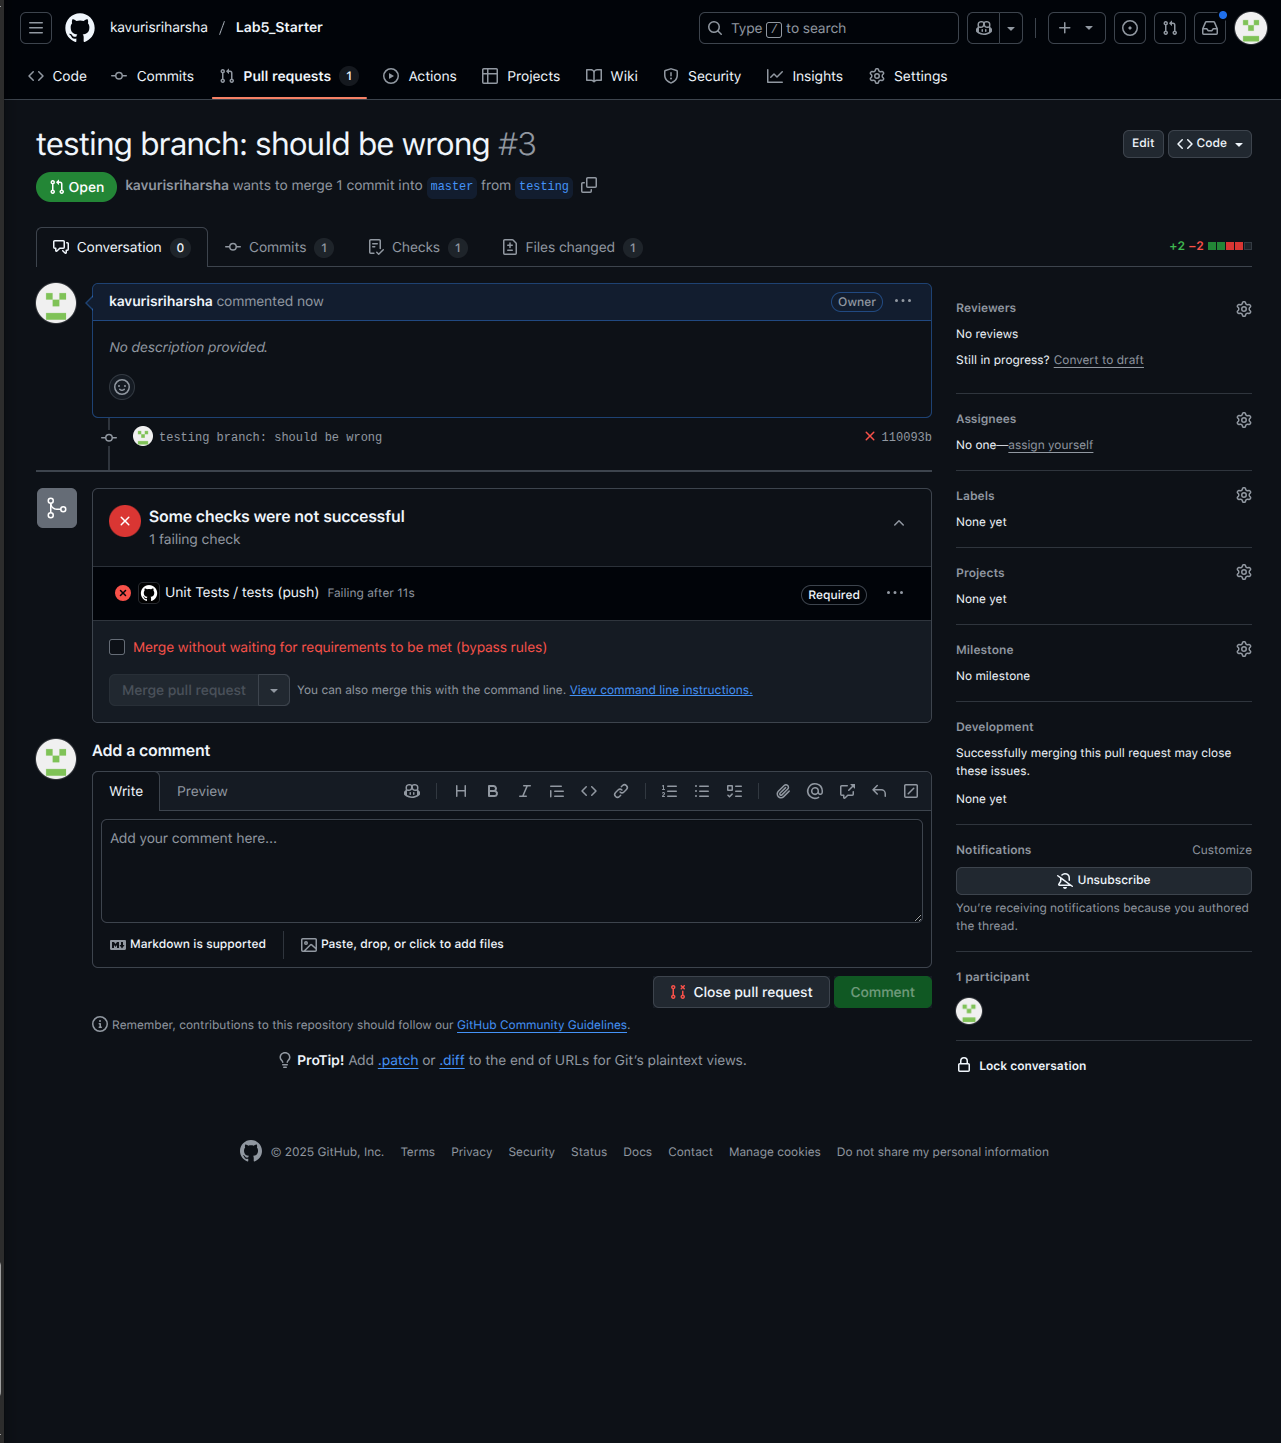 kavurisriharsha / Lab5_Starter
Type / to search
Code
Commits
Pull requests 1
Actions
Projects
Wiki
Security
Insights
Settings
testing branch: should be wrong #3
Edit
Code
Open
kavurisriharsha wants to merge 1 commit into master from testing
Conversation 0
Commits 1
Checks 1
Files changed 1
+2 −2
kavurisriharsha commented now
Owner
No description provided.
testing branch: should be wrong
110093b
Some checks were not successful
1 failing check
Unit Tests / tests (push) Failing after 11s
Required
Merge without waiting for requirements to be met (bypass rules)
Merge pull request
You can also merge this with the command line. View command line instructions.
Add a comment
Write
Preview
Add your comment here...
Markdown is supported
Paste, drop, or click to add files
Close pull request
Comment
Remember, contributions to this repository should follow our GitHub Community Guidelines.
ProTip! Add .patch or .diff to the end of URLs for Git's plaintext views.
Reviewers
No reviews
Still in progress? Convert to draft
Assignees
No one—assign yourself
Labels
None yet
Projects
None yet
Milestone
No milestone
Development
Successfully merging this pull request may close
these issues.
None yet
Notifications
Customize
Unsubscribe
You're receiving notifications because you authored
the thread.
1 participant
Lock conversation
© 2025 GitHub, Inc.
Terms
Privacy
Security
Status
Docs
Contact
Manage cookies
Do not share my personal information